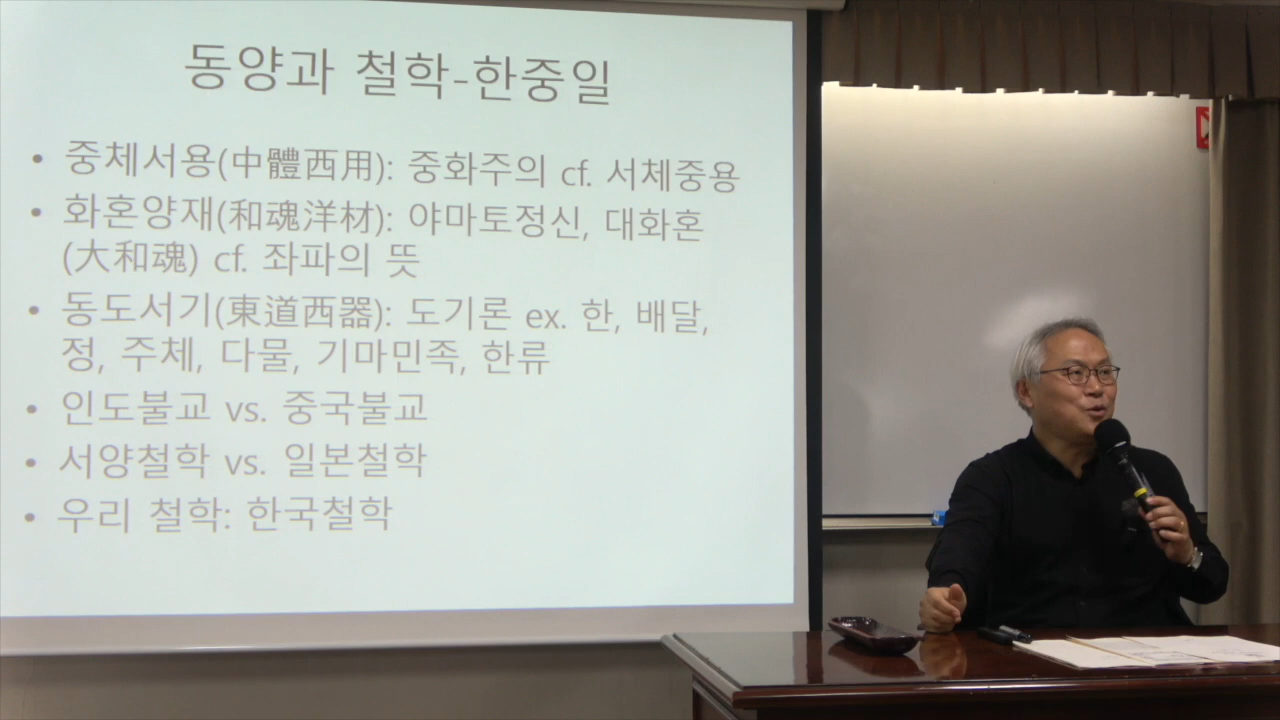 동양과 철학-한중일
• 중체서용(中體西用): 중화주의 cf. 서체중용
• 화혼양재(和魂洋材): 야마토정신, 대화혼
(大和魂) cf. 좌파의 뜻
• 동도서기(東道西器): 도기론 ex. 한, 배달,
정, 주체, 다물, 기마민족, 한류
• 인도불교 vs. 중국불교
• 서양철학 vs. 일본철학
• 우리 철학: 한국철학